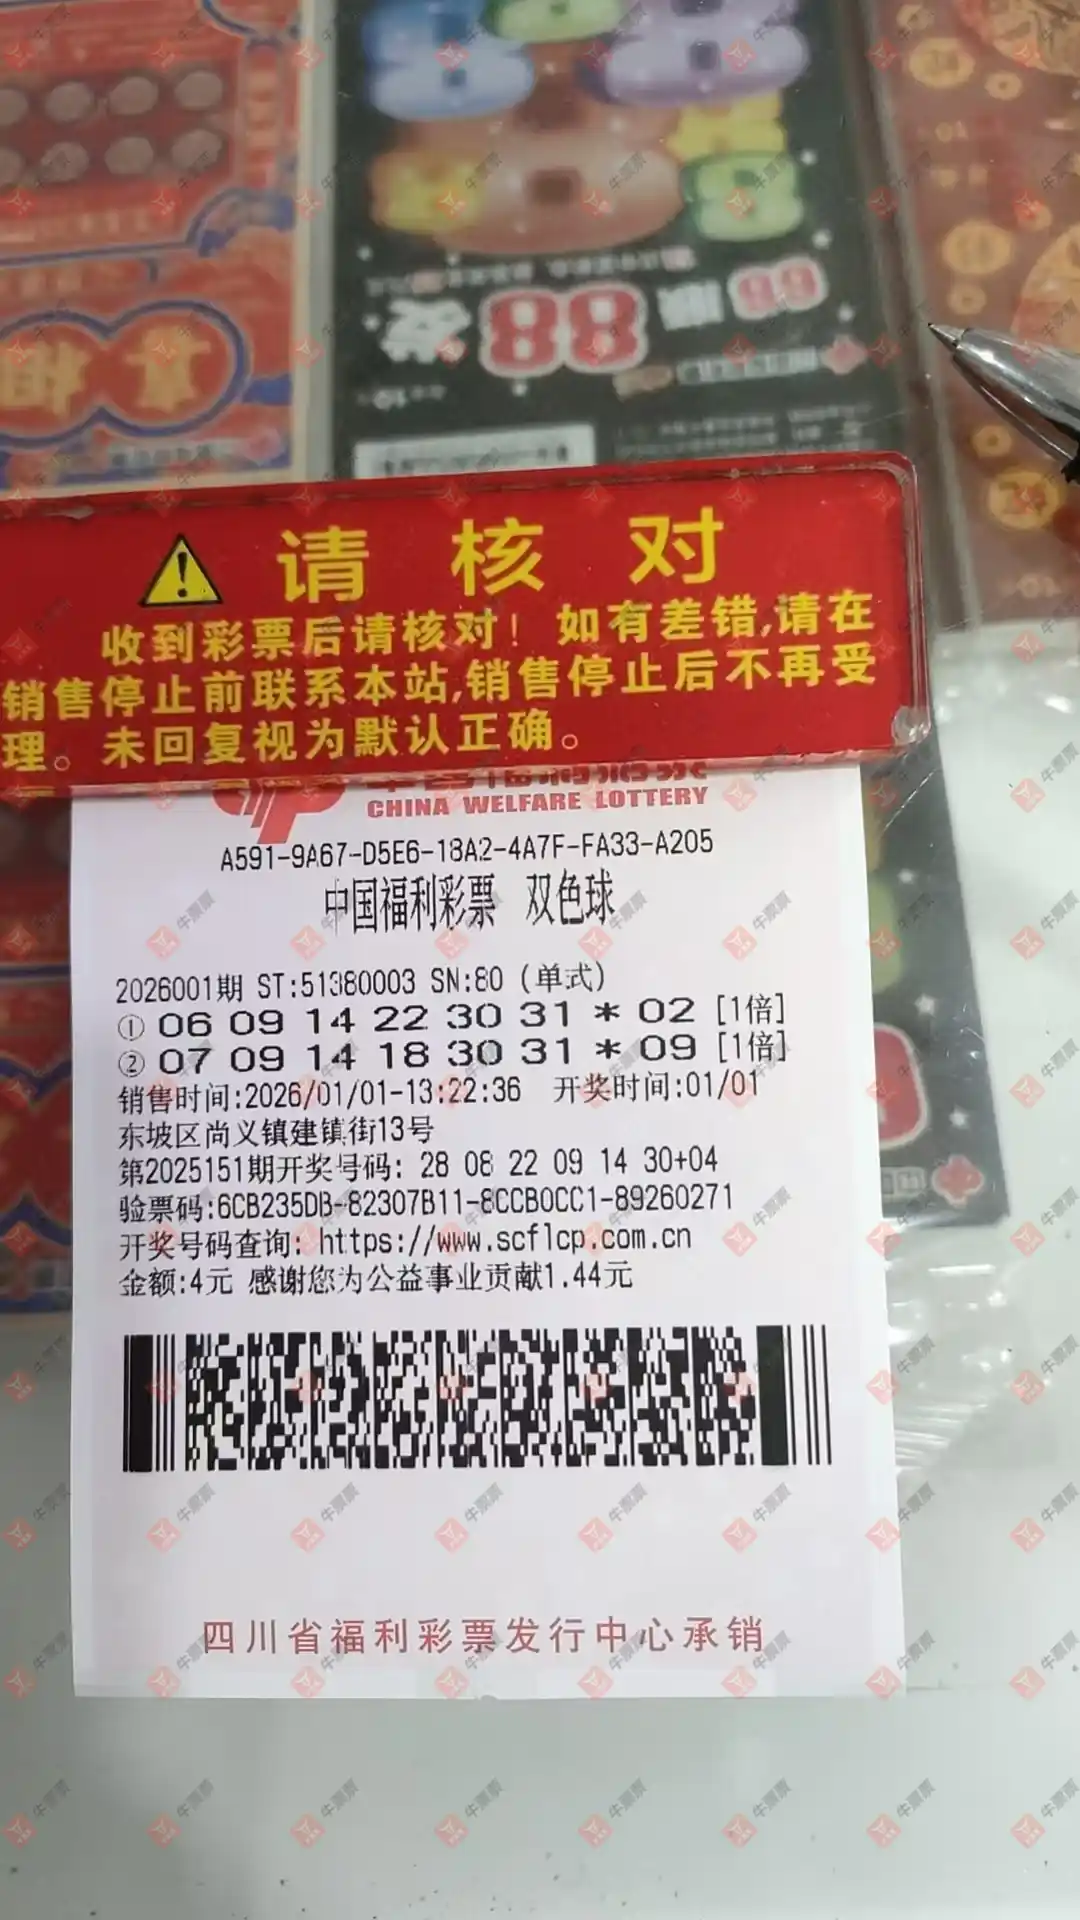 请核对
收到彩票后请核对！如有差错,请在
销售停止前联系本站,销售停止后不再受
理。未回复视为默认正确。
CHINA WELFARE LOTTERY
A591-9A67-D5E6-18A2-4A7F-FA33-A205
中国福利彩票 双色球
2026001期 ST:51380003 SN:80 (单式)
① 06 09 14 22 30 31 * 02 [1倍]
② 07 09 14 18 30 31 * 09 [1倍]
销售时间:2026/01/01-13:22:36 开奖时间:01/01
东坡区尚义镇建镇街13号
第2025151期开奖号码: 28 08 22 09 14 30+04
验票码:6CB235DB-82307B11-8CCB0CC1-89260271
开奖号码查询: https://www.scflcp.com.cn
金额:4元 感谢您为公益事业贡献1.44元
四川省福利彩票发行中心承销
66顺 88发
牛票票